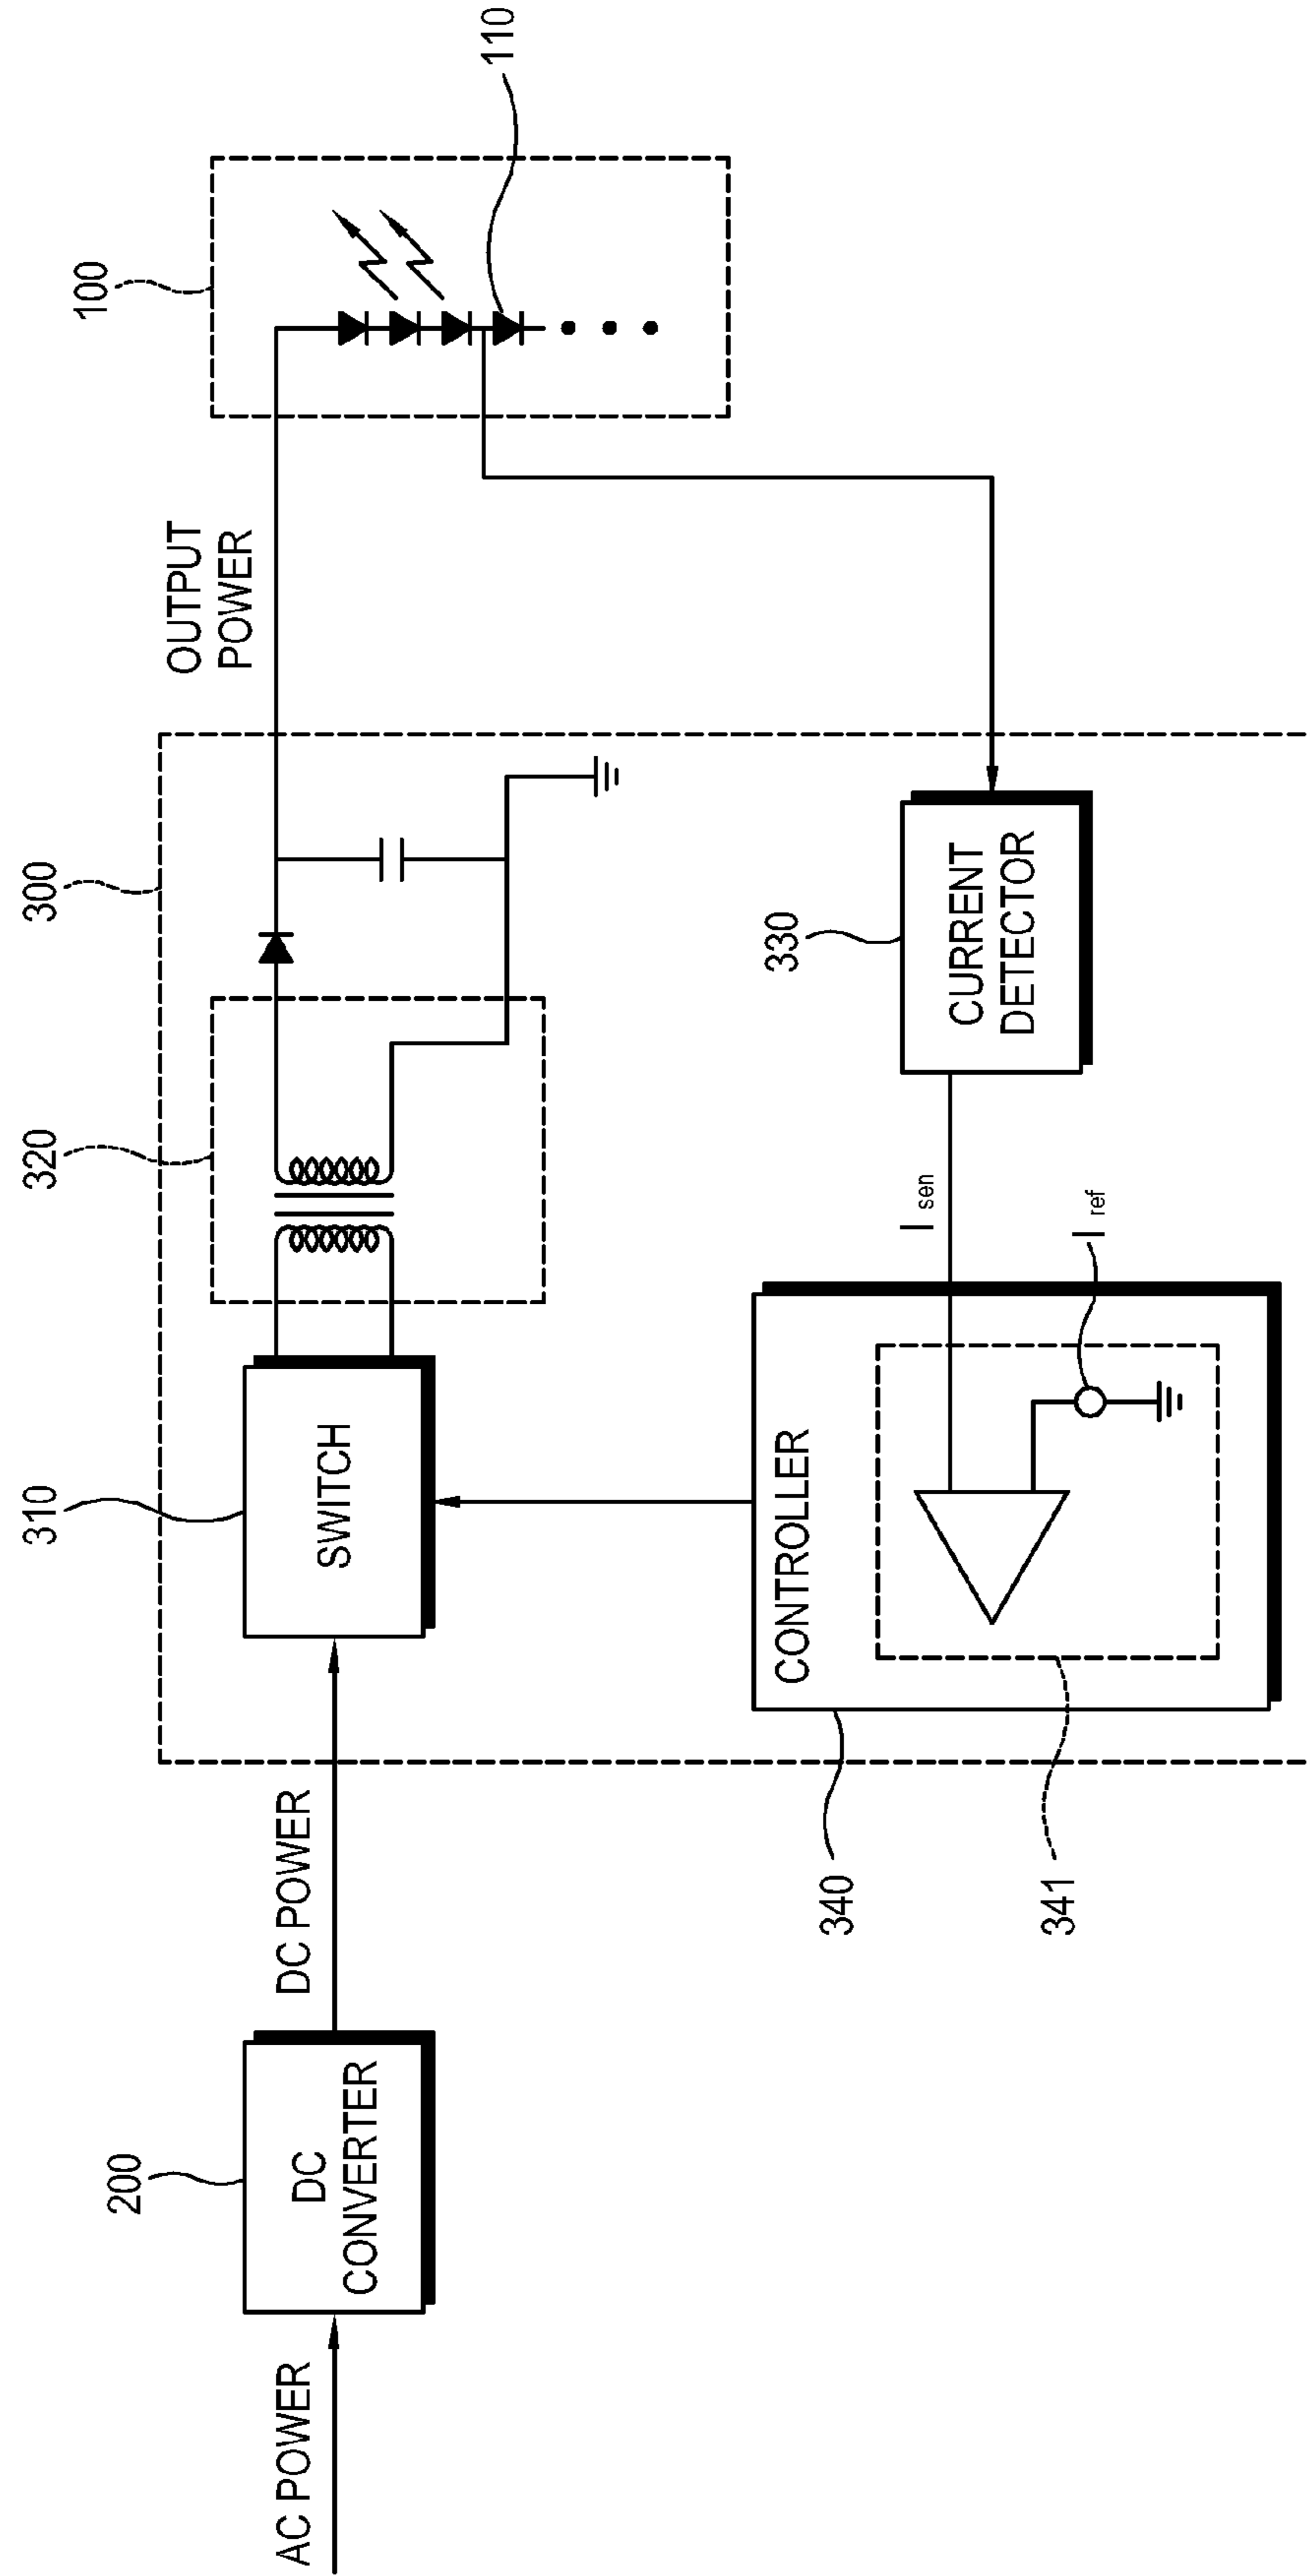 300
100
320
110
310
OUTPUT
POWER
200
DC POWER
AC POWER
SWITCH
DC
CONVERTER
330
CURRENT
DETECTOR
CONTROLLER
I sen
I ref
340
341